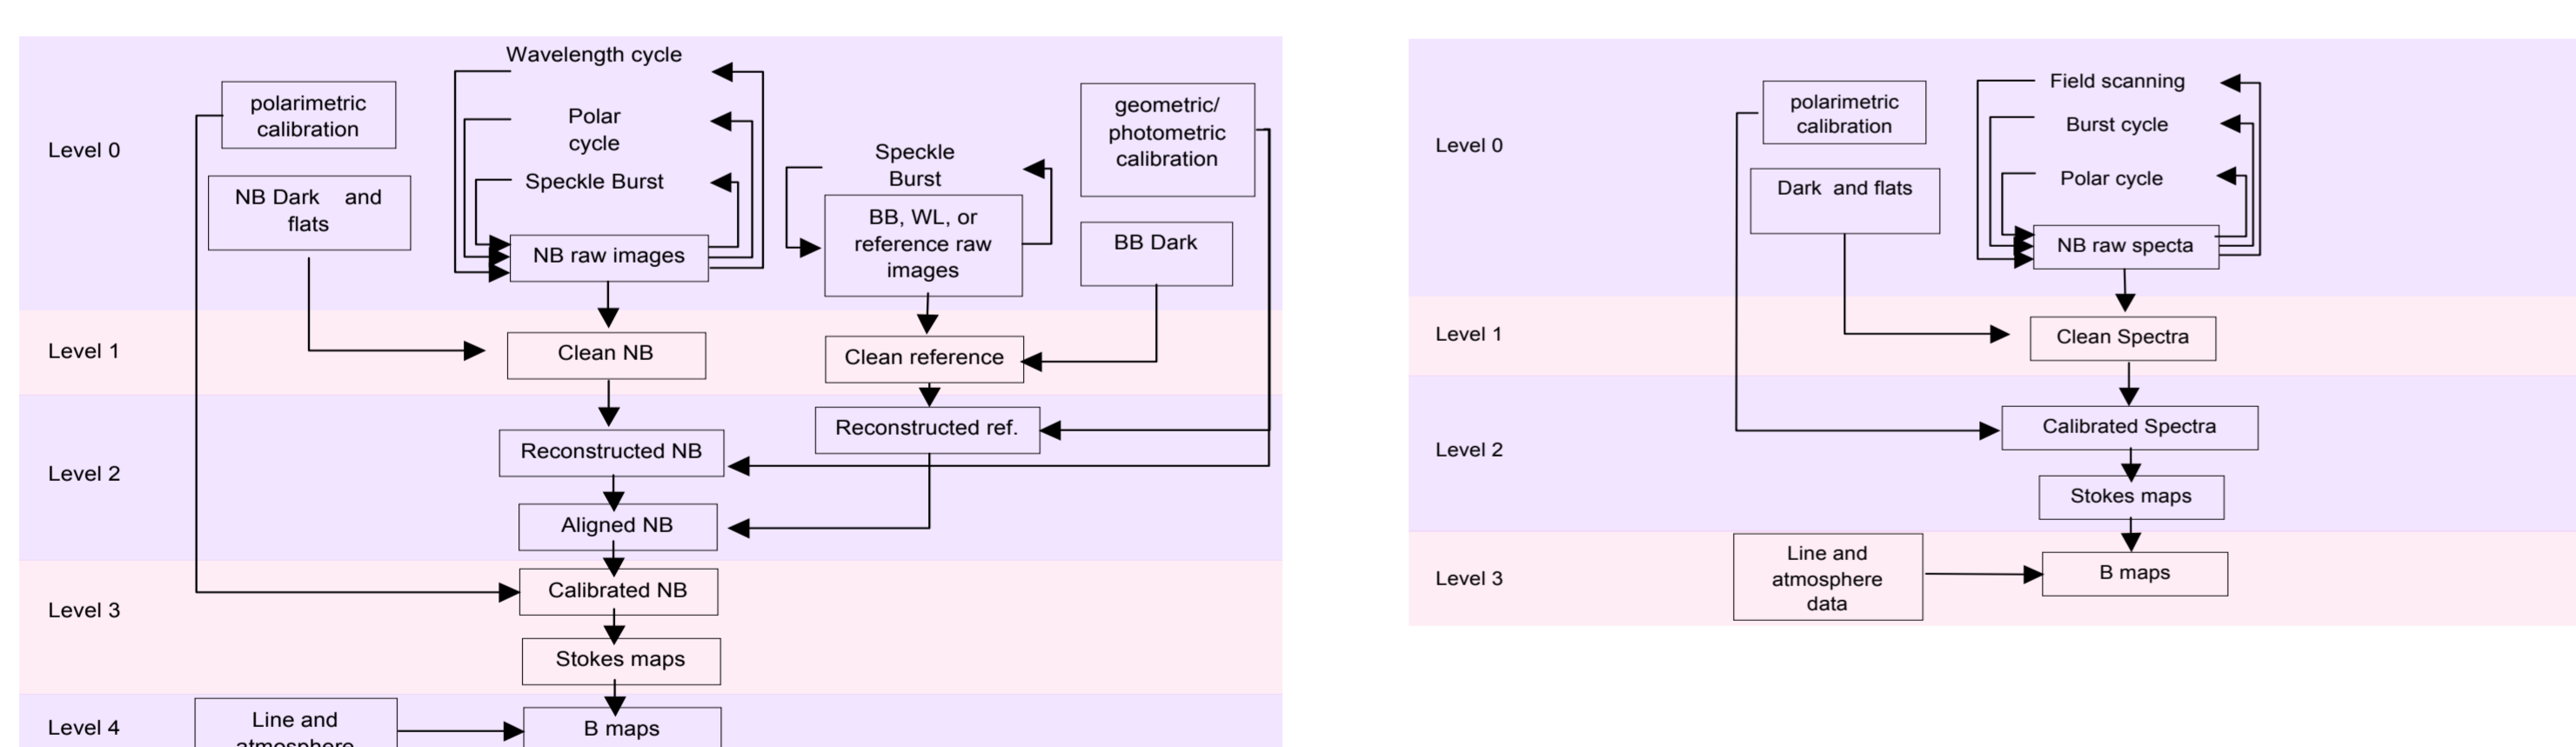 Wavelength cycle
polarimetric
calibration
Polar
cycle
geometric/
photometric
calibration
Level 0
Speckle
Burst
Speckle Burst
NB Dark and
flats
BB, WL, or
reference raw
images
BB Dark
NB raw images
Level 1
Clean NB
Clean reference
Reconstructed ref.
Level 2
Reconstructed NB
Aligned NB
Level 3
Calibrated NB
Stokes maps
Level 4
Line and
atmosphere
B maps
Field scanning
polarimetric
calibration
Burst cycle
Level 0
Polar cycle
Dark and flats
NB raw specta
Level 1
Clean Spectra
Calibrated Spectra
Level 2
Stokes maps
Level 3
Line and
atmosphere
data
B maps